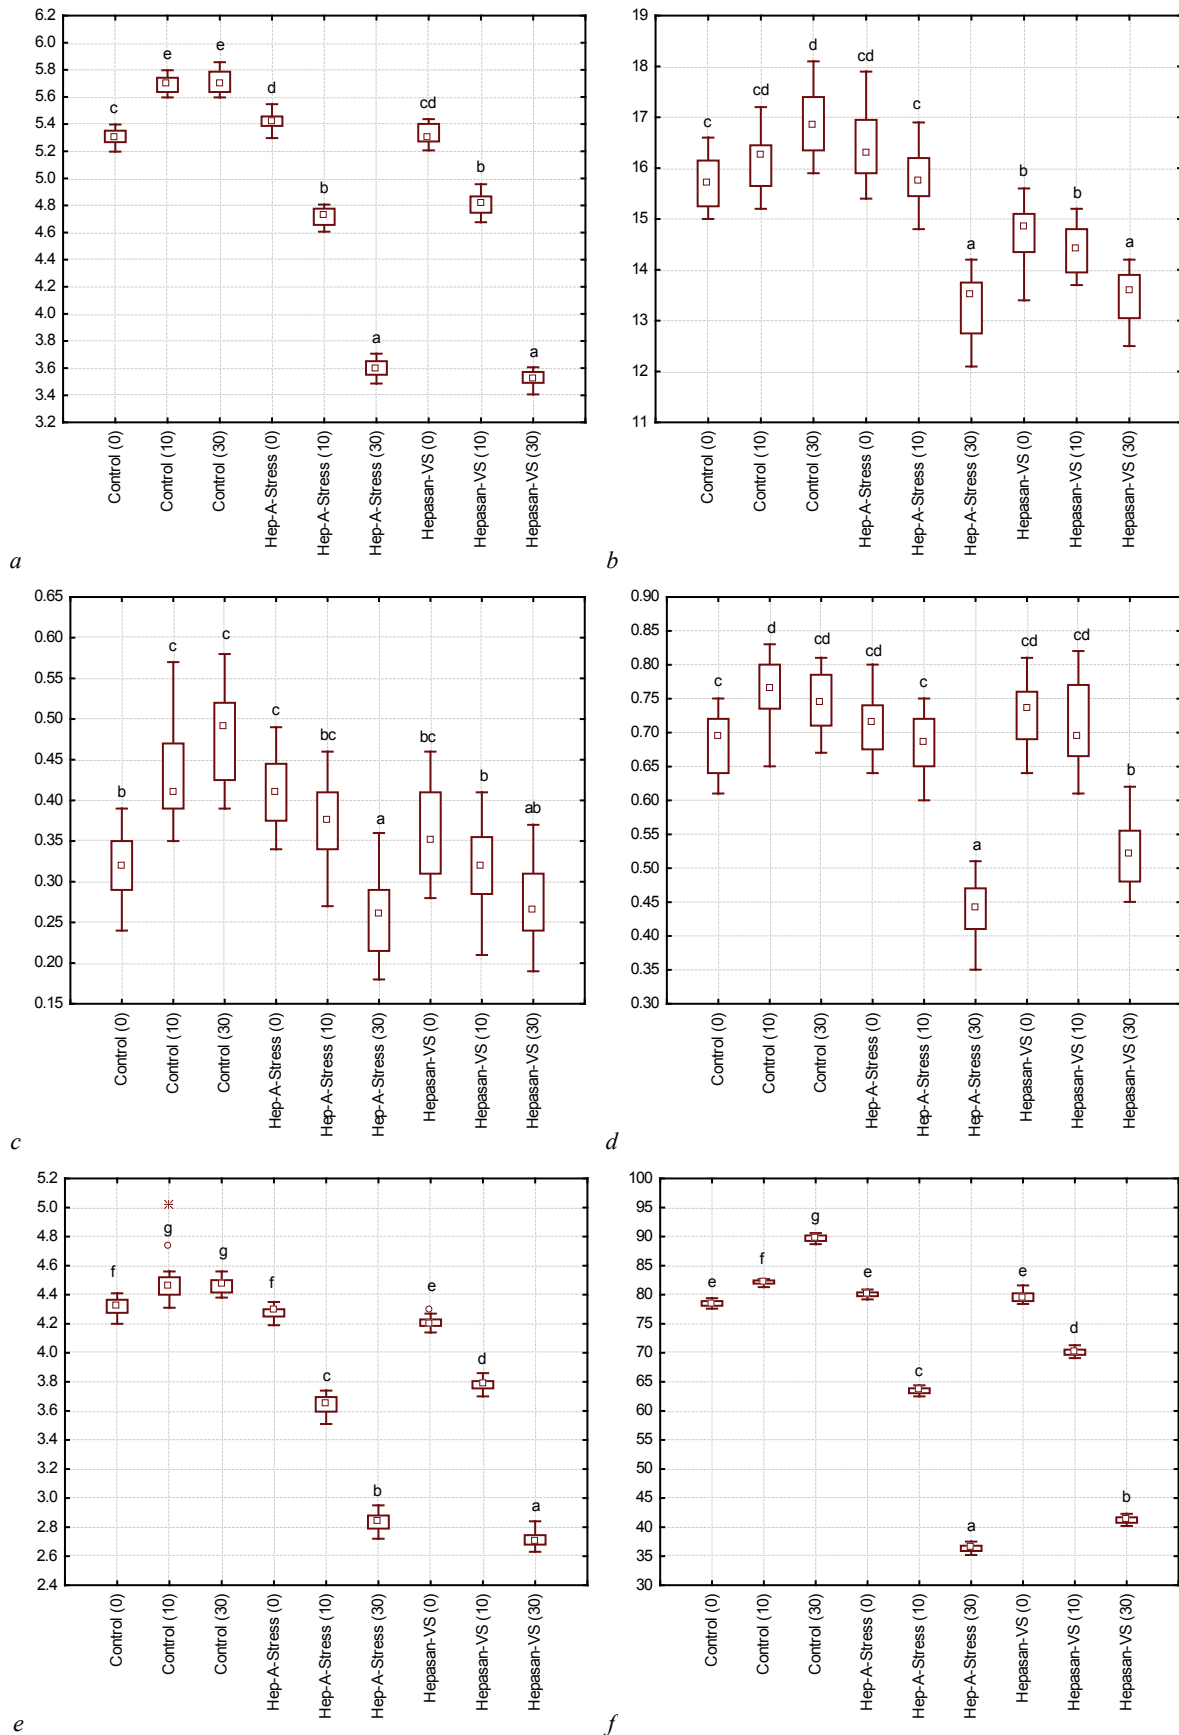 6.2
6.0
5.8
5.6
5.4
5.2
5.0
4.8
4.6
4.4
4.2
4.0
3.8
3.6
3.4
3.2
c
e
e
d
b
a
cd
b
a
Control (0)
Control (10)
Control (30)
Hep-A-Stress (0)
Hep-A-Stress (10)
Hep-A-Stress (30)
Hepasan-VS (0)
Hepasan-VS (10)
Hepasan-VS (30)
a
19
18
17
16
15
14
13
12
11
c
cd
d
cd
c
a
b
b
a
Control (0)
Control (10)
Control (30)
Hep-A-Stress (0)
Hep-A-Stress (10)
Hep-A-Stress (30)
Hepasan-VS (0)
Hepasan-VS (10)
Hepasan-VS (30)
b
0.65
0.60
0.55
0.50
0.45
0.40
0.35
0.30
0.25
0.20
0.15
b
c
c
c
bc
a
bc
b
ab
Control (0)
Control (10)
Control (30)
Hep-A-Stress (0)
Hep-A-Stress (10)
Hep-A-Stress (30)
Hepasan-VS (0)
Hepasan-VS (10)
Hepasan-VS (30)
c
0.90
0.85
0.80
0.75
0.70
0.65
0.60
0.55
0.50
0.45
0.40
0.35
0.30
c
d
cd
cd
c
a
cd
cd
b
Control (0)
Control (10)
Control (30)
Hep-A-Stress (0)
Hep-A-Stress (10)
Hep-A-Stress (30)
Hepasan-VS (0)
Hepasan-VS (10)
Hepasan-VS (30)
d
5.2
5.0
4.8
4.6
4.4
4.2
4.0
3.8
3.6
3.4
3.2
3.0
2.8
2.6
2.4
f
g
g
f
c
b
e
d
a
Control (0)
Control (10)
Control (30)
Hep-A-Stress (0)
Hep-A-Stress (10)
Hep-A-Stress (30)
Hepasan-VS (0)
Hepasan-VS (10)
Hepasan-VS (30)
e
100
95
90
85
80
75
70
65
60
55
50
45
40
35
30
e
f
g
e
c
a
e
d
b
Control (0)
Control (10)
Control (30)
Hep-A-Stress (0)
Hep-A-Stress (10)
Hep-A-Stress (30)
Hepasan-VS (0)
Hepasan-VS (10)
Hepasan-VS (30)
f